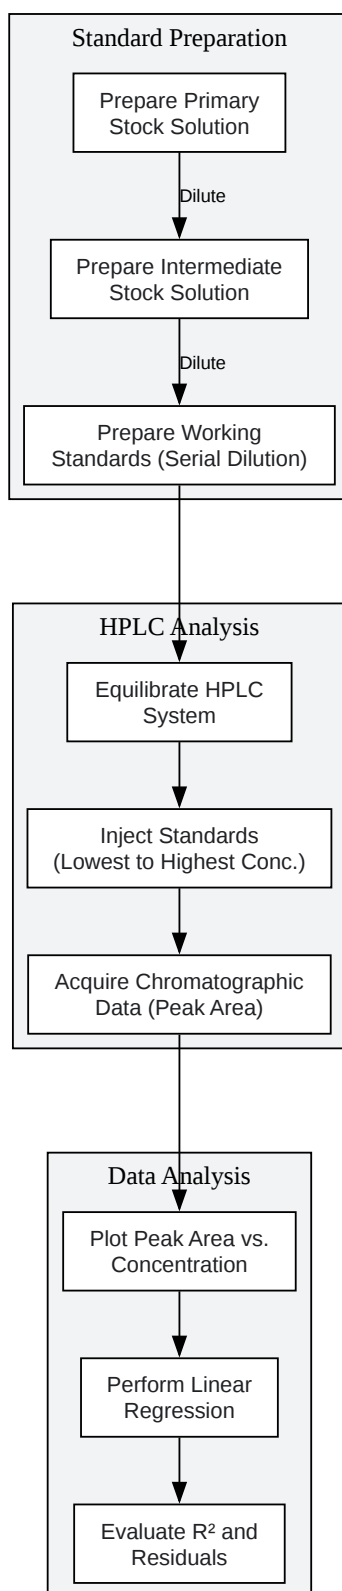 Standard Preparation
Prepare Primary
Stock Solution
Dilute
Prepare Intermediate
Stock Solution
Dilute
Prepare Working
Standards (Serial Dilution)
HPLC Analysis
Equilibrate HPLC
System
Inject Standards
(Lowest to Highest Conc.)
Acquire Chromatographic
Data (Peak Area)
Data Analysis
Plot Peak Area vs.
Concentration
Perform Linear
Regression
Evaluate R² and
Residuals